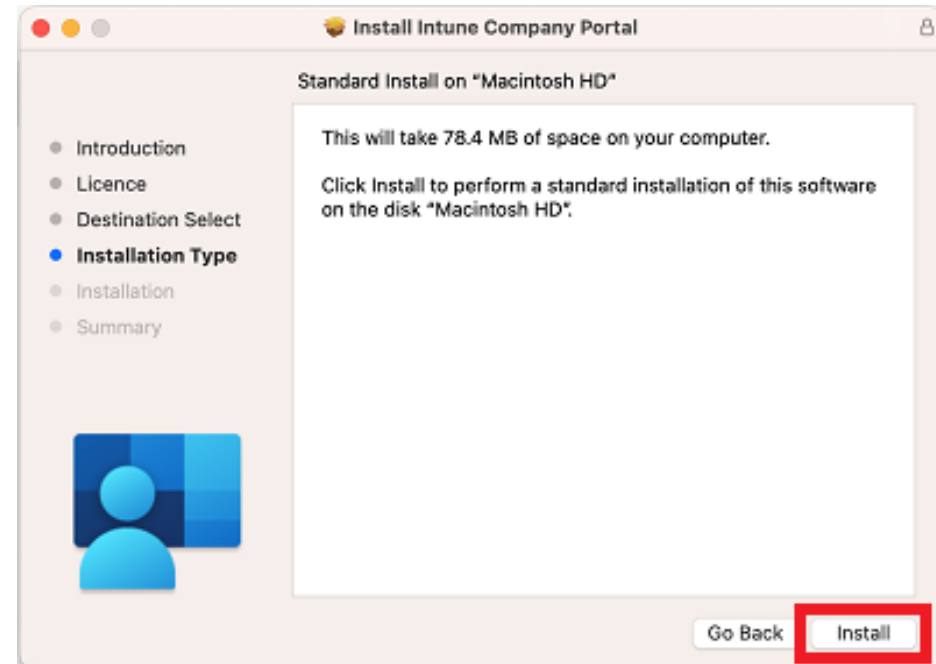 Install Intune Company Portal
Standard Install on "Macintosh HD"
Introduction
Licence
Destination Select
Installation Type
Installation
Summary
This will take 78.4 MB of space on your computer.
Click Install to perform a standard installation of this software
on the disk "Macintosh HD".
Go Back
Install